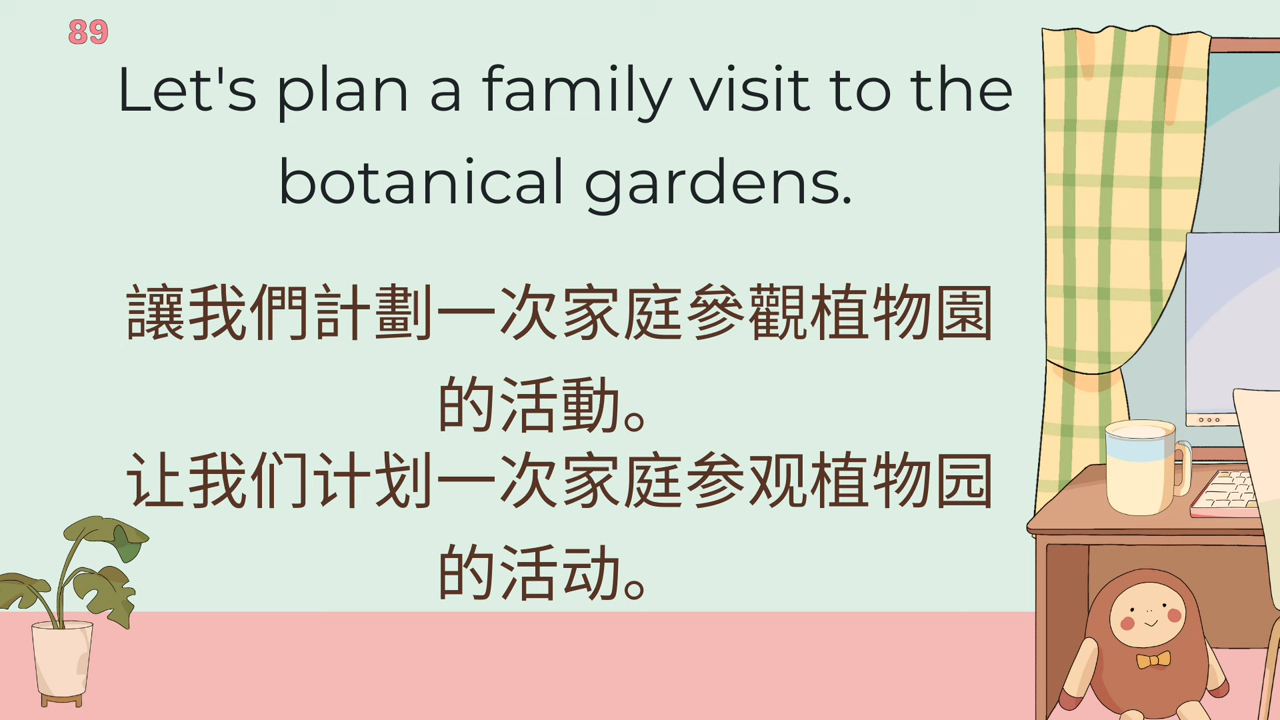 89
Let's plan a family visit to the
botanical gardens.
讓我們計劃一次家庭參觀植物園
的活動。
让我们计划一次家庭参观植物园
的活动。